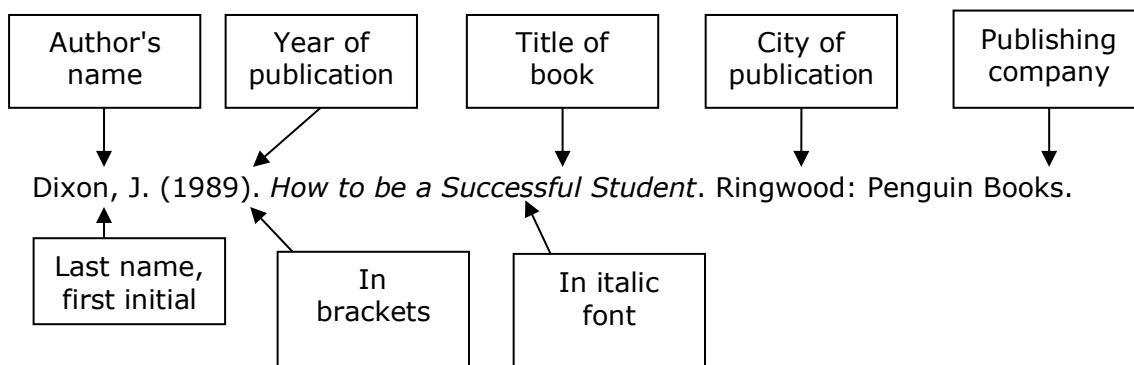 Author's
name
Year of
publication
Title of
book
City of
publication
Publishing
company
Dixon, J. (1989). How to be a Successful Student. Ringwood: Penguin Books.
Last name,
first initial
In
brackets
In italic
font